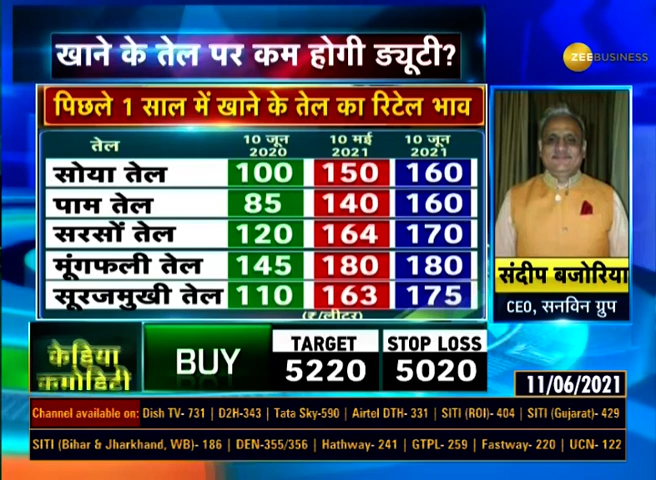 खाने के तेल पर कम होगी ड्यूटी?
ZEEBUSINESS
पिछले 1 साल में खाने के तेल का रिटेल भाव
तेल 10 जून 2020 10 मई 2021 10 जून 2021
सोया तेल 100 150 160
पाम तेल 85 140 160
सरसों तेल 120 164 170
मूंगफली तेल 145 180 180
सूरजमुखी तेल 110 163 175
(₹/लीटर)
संदीप बजोरिया
CEO, सनविन ग्रुप
केडिया कमोडिटी
BUY
TARGET 5220
STOP LOSS 5020
11/06/2021
Channel available on: Dish TV- 731 | D2H-343 | Tata Sky-590 | Airtel DTH- 331 | SITI (ROI)- 404 | SITI (Gujarat)- 429
SITI (Bihar & Jharkhand, WB)- 186 | DEN-355/356 | Hathway- 241 | GTPL- 259 | Fastway- 220 | UCN- 122